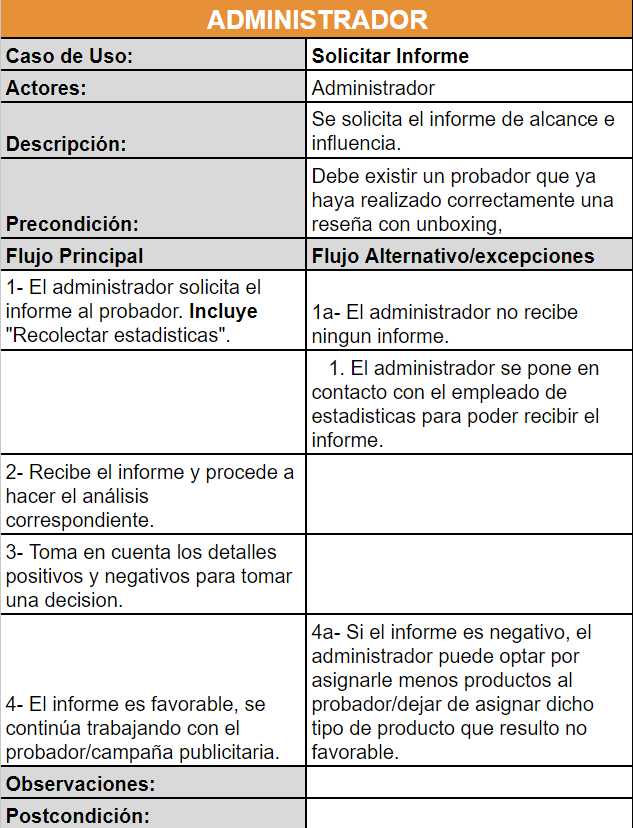 ADMINISTRADOR
Caso de Uso:
Solicitar Informe
Actores:
Administrador
Descripción:
Se solicita el informe de alcance e
influencia.
Precondición:
Debe existir un probador que ya
haya realizado correctamente una
reseña con unboxing,
Flujo Principal
Flujo Alternativo/excepciones
1- El administrador solicita el
informe al probador. Incluye
"Recolectar estadisticas".
1a- El administrador no recibe
ningun informe.
1. El administrador se pone en
contacto con el empleado de
estadisticas para poder recibir el
informe.
2- Recibe el informe y procede a
hacer el análisis
correspondiente.
3- Toma en cuenta los detalles
positivos y negativos para tomar
una decision.
4- El informe es favorable, se
continúa trabajando con el
probador/campaña publicitaria.
4a- Si el informe es negativo, el
administrador puede optar por
asignarle menos productos al
probador/dejar de asignar dicho
tipo de producto que resulto no
favorable.
Observaciones:
Postcondición: